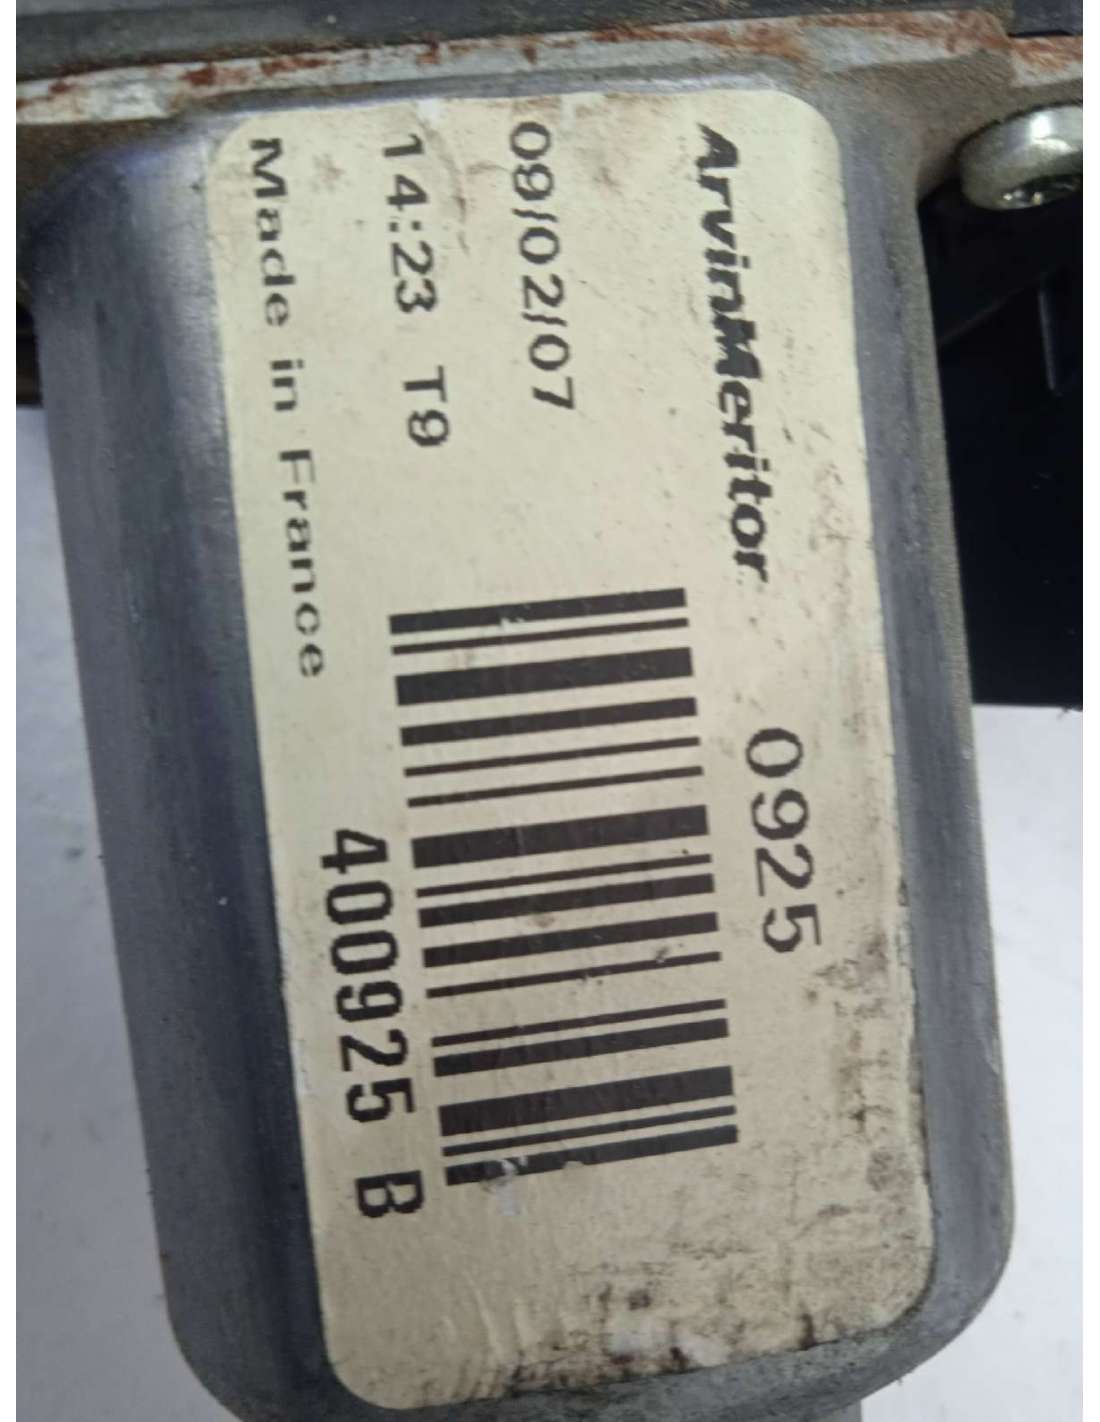 ArvinMeritor 0925
09/02/07
14:23 T9
400925 B
Made in France